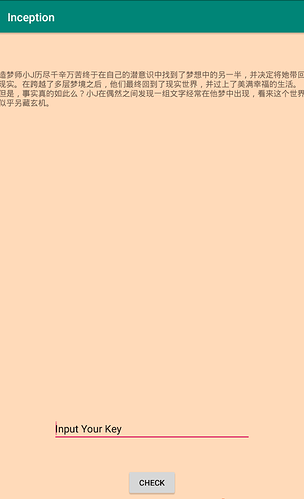 Inception
造梦师小J历尽千辛万苦终于在自己的潜意识中找到了梦想中的另一半，并决定将她带回
现实。在跨越了多层梦境之后，他们最终回到了现实世界，并过上了美满幸福的生活。
但是，事实真的如此么？小J在偶然之间发现一组文字经常在他梦中出现，看来这个世界
似乎另藏玄机。
Input Your Key
CHECK